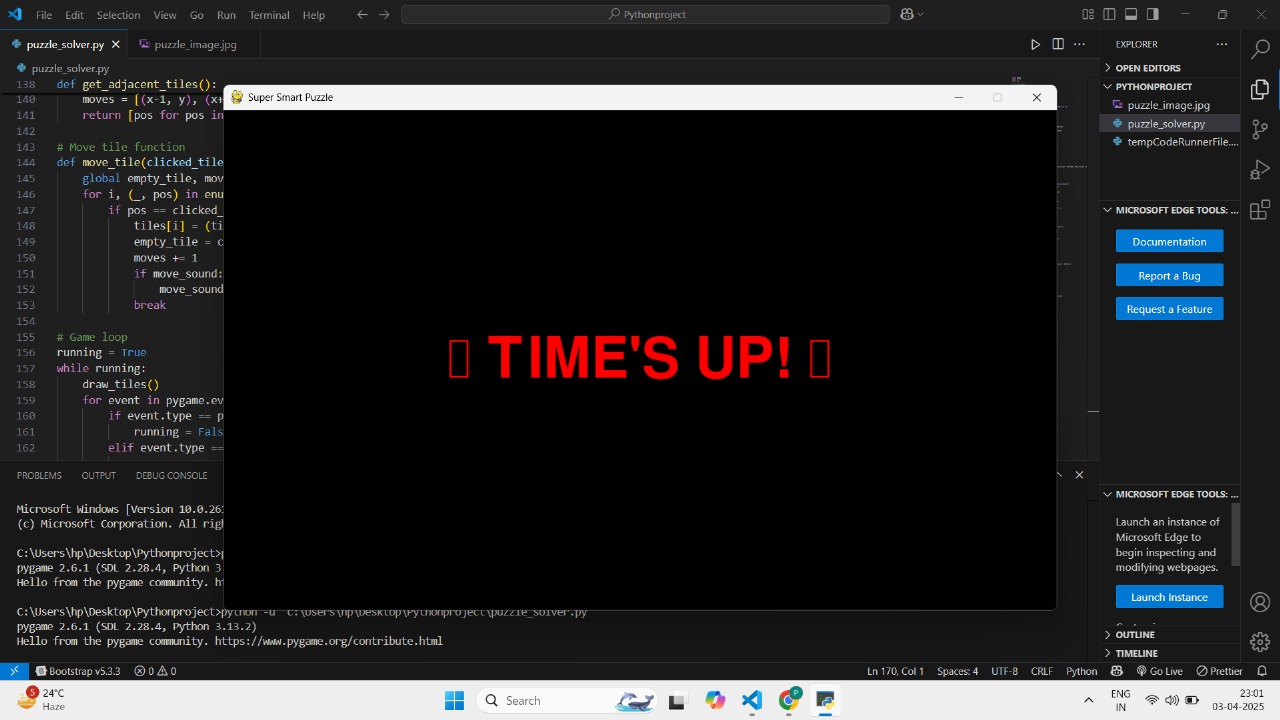 File Edit Selection View Go Run Terminal Help
Pythonproject
puzzle_solver.py
puzzle_image.jpg
puzzle_solver.py
138 def get_adjacent_tiles():
140 moves = [(x-1, y), (x+
141 return [pos for pos in
142
143 # Move tile function
144 def move_tile(clicked_tile
145 global empty_tile, mov
146 for i, (_, pos) in enu
147 if pos == clicked_
148 tiles[i] = (ti
149 empty_tile = c
150 moves += 1
151 if move_sound:
152 move_sound
153 break
154
155 # Game loop
156 running = True
157 while running:
158 draw_tiles()
159 for event in pygame.ev
160 if event.type == p
161 running = Fals
162 elif event.type ==
Super Smart Puzzle
TIME'S UP!
EXPLORER
OPEN EDITORS
PYTHONPROJECT
puzzle_image.jpg
puzzle_solver.py
tempCodeRunnerFile....
MICROSOFT EDGE TOOLS: ...
Documentation
Report a Bug
Request a Feature
MICROSOFT EDGE TOOLS: ...
Launch an instance of
Microsoft Edge to
begin inspecting and
modifying webpages.
Launch Instance
OUTLINE
TIMELINE
PROBLEMS OUTPUT DEBUG CONSOLE
Microsoft Windows [Version 10.0.26
(c) Microsoft Corporation. All righ
C:\Users\hp\Desktop\Pythonproject>
pygame 2.6.1 (SDL 2.28.4, Python 3
Hello from the pygame community. ht
C:\Users\hp\Desktop\Pythonproject>python -u "c:\Users\hp\Desktop\Pythonproject\puzzle_solver.py
pygame 2.6.1 (SDL 2.28.4, Python 3.13.2)
Hello from the pygame community. https://www.pygame.org/contribute.html
Bootstrap v5.3.3 0 0 Ln 170, Col 1 Spaces: 4 UTF-8 CRLF Python Go Live Prettier
5
24°C
Haze
Search
P
ENG
IN
23:01
03-04-2025